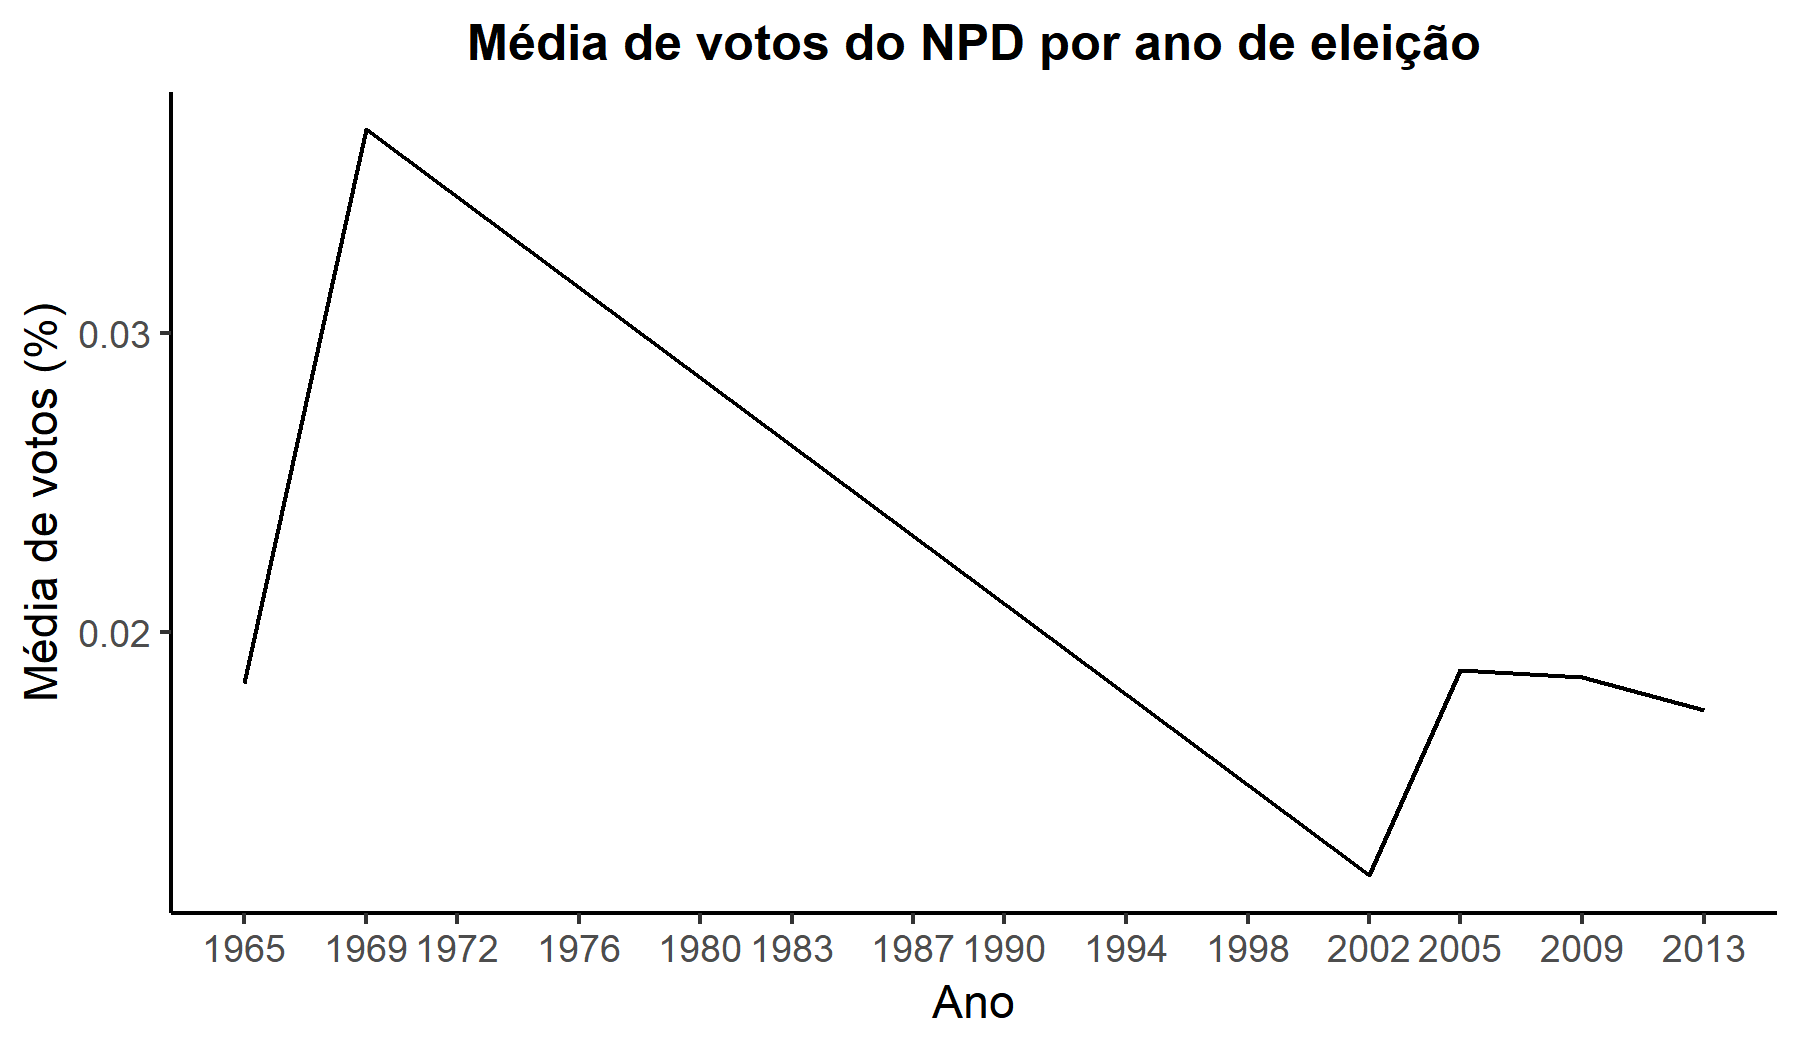 Média de votos do NPD por ano de eleição
Média de votos (%)
0.03
0.02
1965 1969 1972 1976 1980 1983 1987 1990 1994 1998 2002 2005 2009 2013
Ano